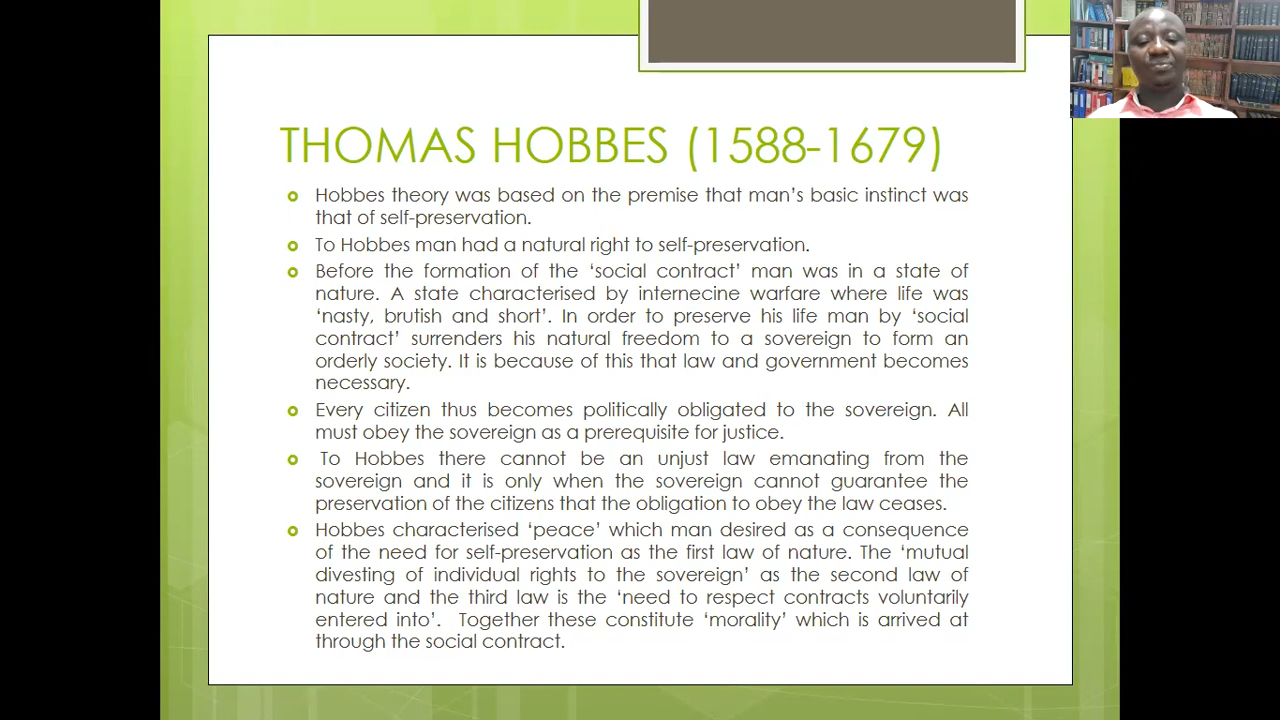 THOMAS HOBBES (1588-1679)
Hobbes theory was based on the premise that man's basic instinct was
that of self-preservation.
To Hobbes man had a natural right to self-preservation.
Before the formation of the 'social contract' man was in a state of
nature. A state characterised by internecine warfare where life was
'nasty, brutish and short'. In order to preserve his life man by 'social
contract' surrenders his natural freedom to a sovereign to form an
orderly society. It is because of this that law and government becomes
necessary.
Every citizen thus becomes politically obligated to the sovereign. All
must obey the sovereign as a prerequisite for justice.
To Hobbes there cannot be an unjust law emanating from the
sovereign and it is only when the sovereign cannot guarantee the
preservation of the citizens that the obligation to obey the law ceases.
Hobbes characterised 'peace' which man desired as a consequence
of the need for self-preservation as the first law of nature. The 'mutual
divesting of individual rights to the sovereign' as the second law of
nature and the third law is the 'need to respect contracts voluntarily
entered into'. Together these constitute 'morality' which is arrived at
through the social contract.